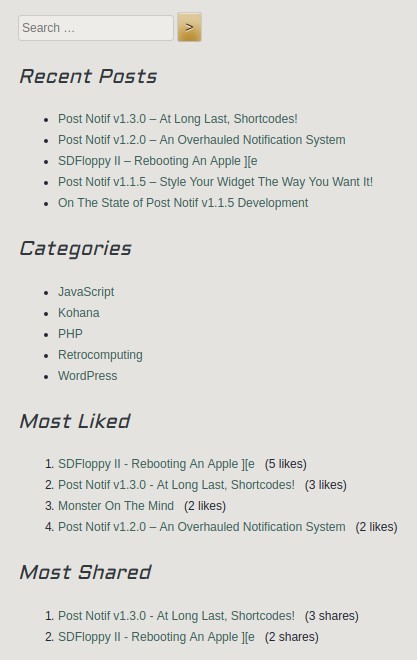 Search …
>
Recent Posts
• Post Notif v1.3.0 – At Long Last, Shortcodes!
• Post Notif v1.2.0 – An Overhauled Notification System
• SDFloppy II – Rebooting An Apple ][e
• Post Notif v1.1.5 – Style Your Widget The Way You Want It!
• On The State of Post Notif v1.1.5 Development
Categories
• JavaScript
• Kohana
• PHP
• Retrocomputing
• WordPress
Most Liked
1. SDFloppy II - Rebooting An Apple ][e (5 likes)
2. Post Notif v1.3.0 - At Long Last, Shortcodes! (3 likes)
3. Monster On The Mind (2 likes)
4. Post Notif v1.2.0 – An Overhauled Notification System (2 likes)
Most Shared
1. Post Notif v1.3.0 - At Long Last, Shortcodes! (3 shares)
2. SDFloppy II - Rebooting An Apple ][e (2 shares)